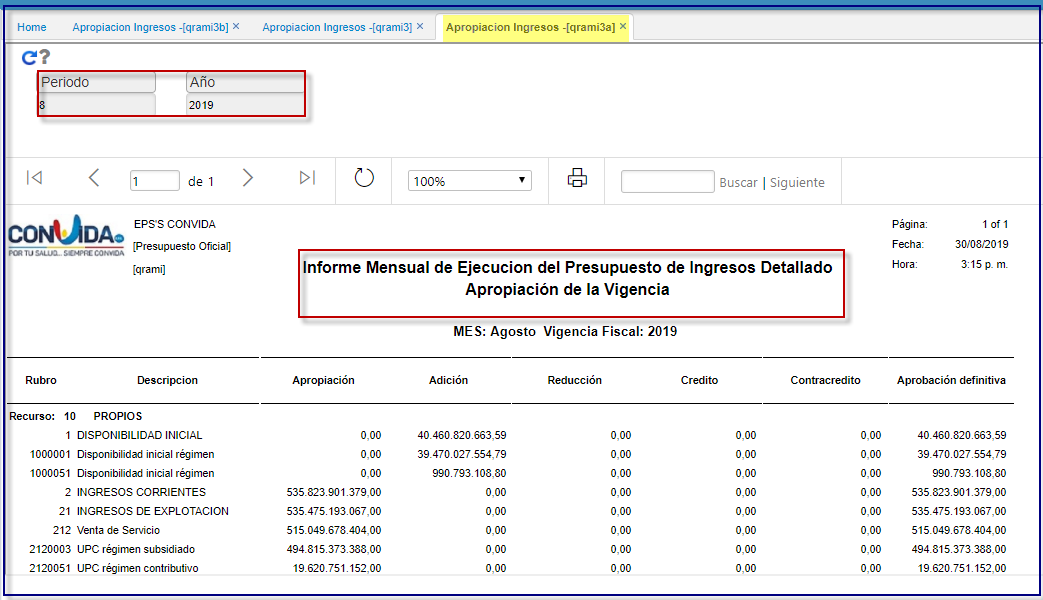 Home Apropiacion Ingresos -[qrami3b] × Apropiacion Ingresos -[qrami3] × Apropiacion Ingresos -[qrami3a] ×
Periodo Año
8 2019
1 de 1 100% Buscar | Siguiente
CONVIDA EPS'S CONVIDA Página: 1 of 1
POR TU SALUD... SIEMPRE CONVIDA [Presupuesto Oficial] Fecha: 30/08/2019
[qrami] Hora: 3:15 p. m.
Informe Mensual de Ejecucion del Presupuesto de Ingresos Detallado
Apropiación de la Vigencia
MES: Agosto Vigencia Fiscal: 2019
Rubro Descripcion Apropiación Adición Reducción Credito Contracredito Aprobación definitiva
Recurso: 10 PROPIOS
1 DISPONIBILIDAD INICIAL 0,00 40.460.820.663,59 0,00 0,00 0,00 40.460.820.663,59
1000001 Disponibilidad inicial régimen 0,00 39.470.027.554,79 0,00 0,00 0,00 39.470.027.554,79
1000051 Disponibilidad inicial régimen 0,00 990.793.108,80 0,00 0,00 0,00 990.793.108,80
2 INGRESOS CORRIENTES 535.823.901.379,00 0,00 0,00 0,00 0,00 535.823.901.379,00
21 INGRESOS DE EXPLOTACION 535.475.193.067,00 0,00 0,00 0,00 0,00 535.475.193.067,00
212 Venta de Servicio 515.049.678.404,00 0,00 0,00 0,00 0,00 515.049.678.404,00
2120003 UPC régimen subsidiado 494.815.373.388,00 0,00 0,00 0,00 0,00 494.815.373.388,00
2120051 UPC régimen contributivo 19.620.751.152,00 0,00 0,00 0,00 0,00 19.620.751.152,00